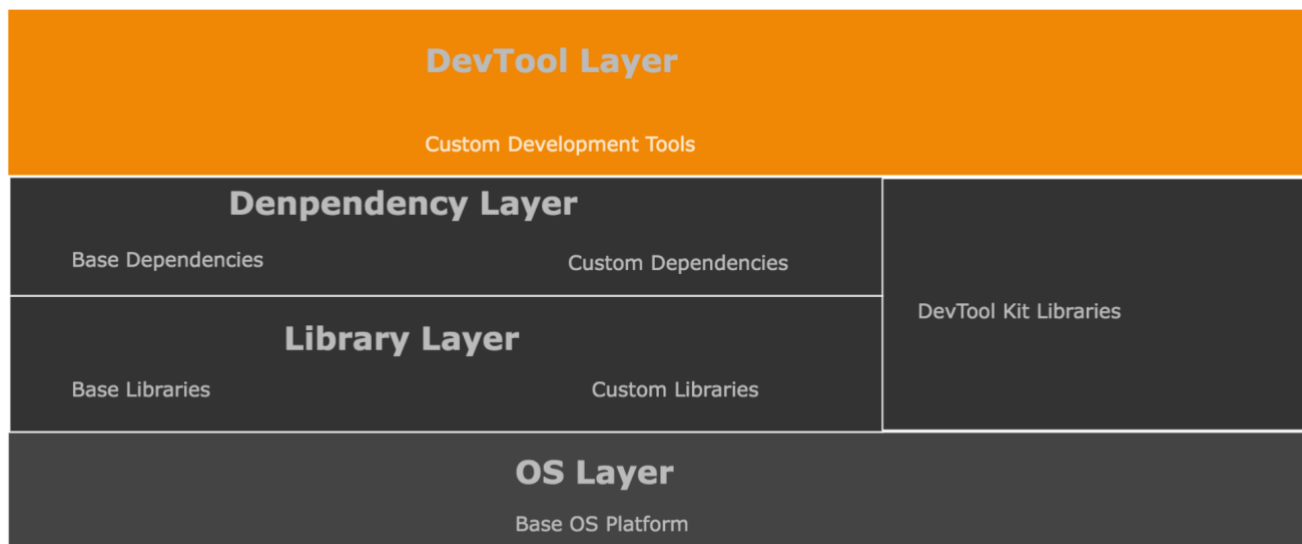 DevTool Layer
Custom Development Tools
Denpendency Layer
Base Dependencies
Custom Dependencies
DevTool Kit Libraries
Library Layer
Base Libraries
Custom Libraries
OS Layer
Base OS Platform